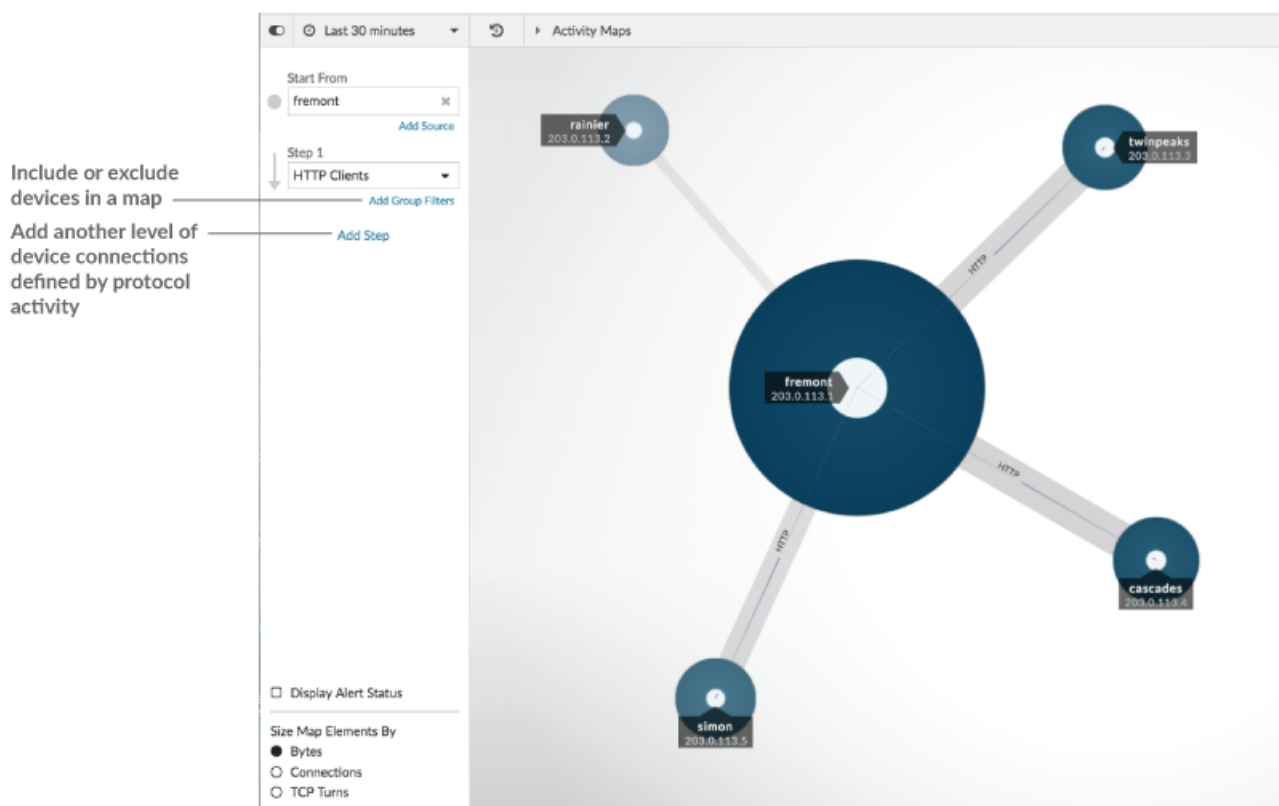 Last 30 minutes
Activity Maps
Start From
fremont
Add Source
Step 1
HTTP Clients
Add Group Filters
Add Step
Include or exclude
devices in a map
Add another level of
device connections
defined by protocol
activity
rainier
203.0.113.2
twinpeaks
203.0.113.3
HTTP
fremont
203.0.113.1
HTTP
HTTP
cascades
203.0.113.4
simon
203.0.113.5
Display Alert Status
Size Map Elements By
Bytes
Connections
TCP Turns